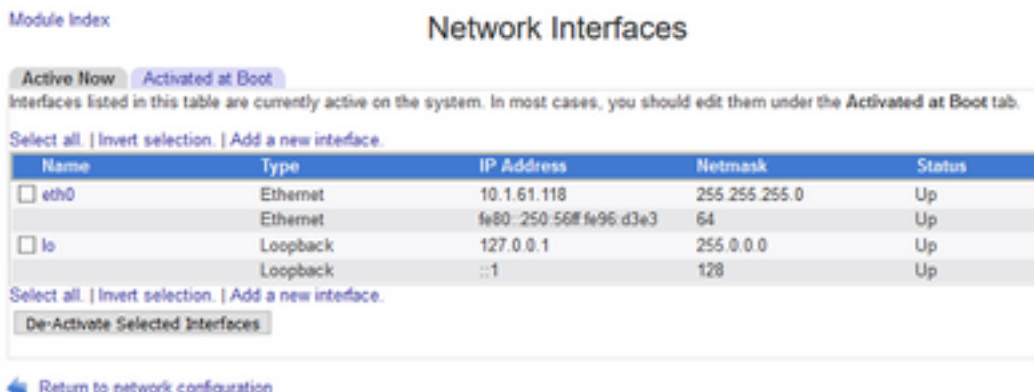 Module Index
Network Interfaces
Active Now Activated at Boot
Interfaces listed in this table are currently active on the system. In most cases, you should edit them under the Activated at Boot tab.
Select all. | Invert selection. | Add a new interface.
Name Type IP Address Netmask Status
eth0 Ethernet 10.1.61.118 255.255.255.0 Up
Ethernet fe80::250:56ff:fe96:d3e3 64 Up
lo Loopback 127.0.0.1 255.0.0.0 Up
Loopback ::1 128 Up
Select all. | Invert selection. | Add a new interface.
De-Activate Selected Interfaces
Return to network configuration